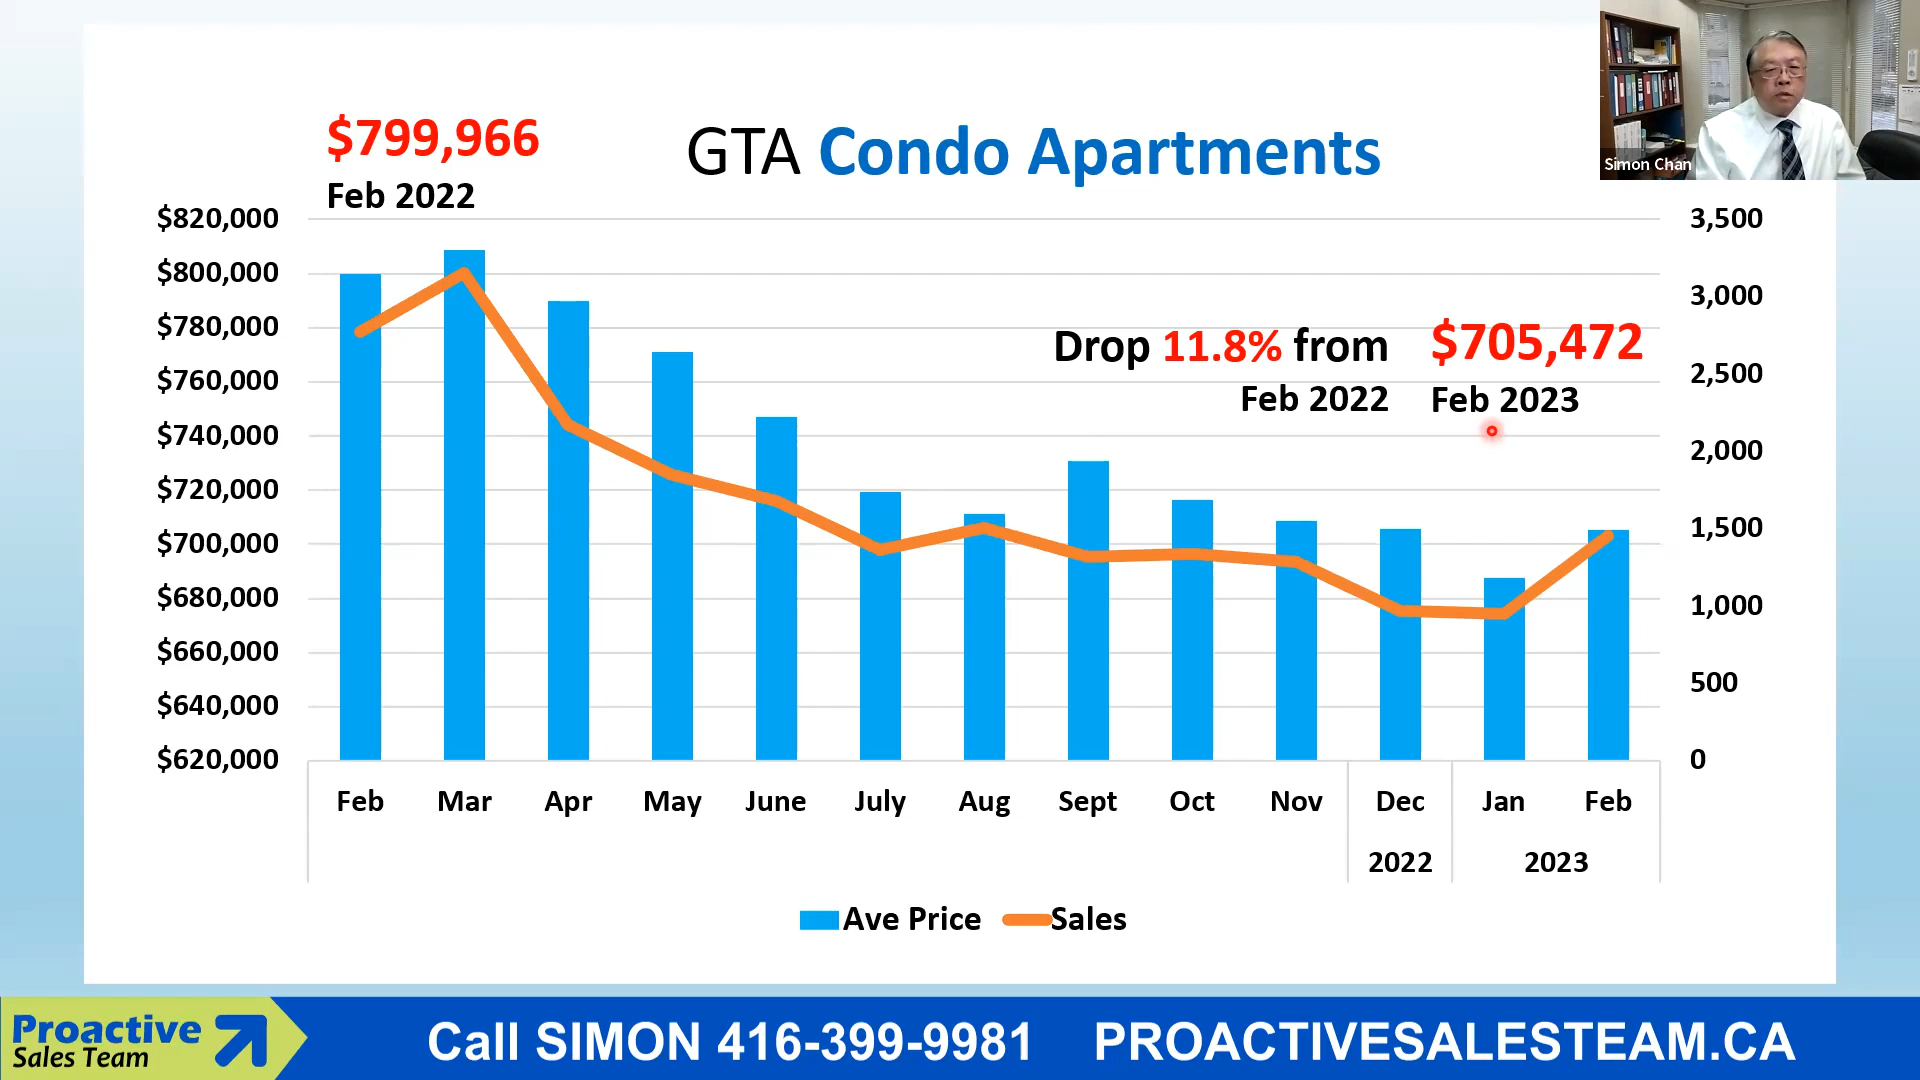 $799,966
Feb 2022
GTA Condo Apartments
Simon Chan
$820,000
$800,000
$780,000
$760,000
$740,000
$720,000
$700,000
$680,000
$660,000
$640,000
$620,000
Drop 11.8% from
Feb 2022
$705,472
Feb 2023
3,500
3,000
2,500
2,000
1,500
1,000
500
0
Feb Mar Apr May June July Aug Sept Oct Nov Dec Jan Feb
2022 2023
Ave Price Sales
Proactive
Sales Team
Call SIMON 416-399-9981 PROACTIVESALESTEAM.CA